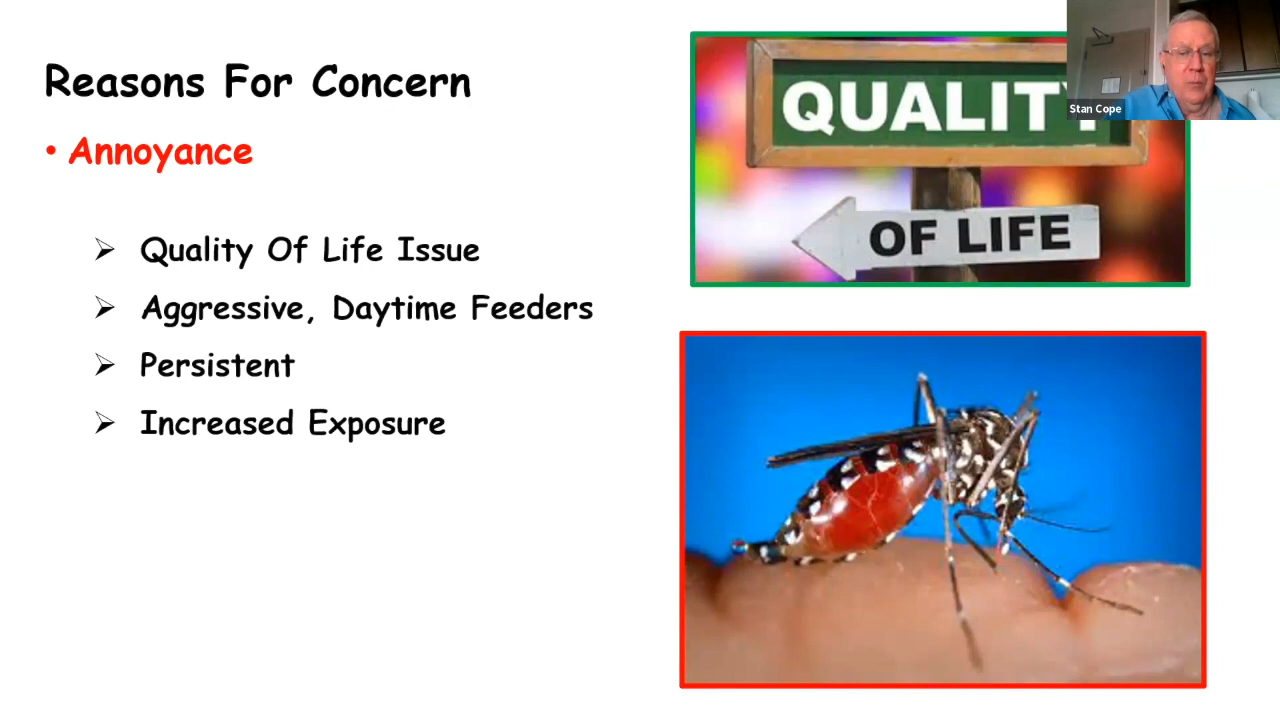 Reasons For Concern
• Annoyance
➢ Quality Of Life Issue
➢ Aggressive, Daytime Feeders
➢ Persistent
➢ Increased Exposure
QUALITY
OF LIFE
Stan Cope